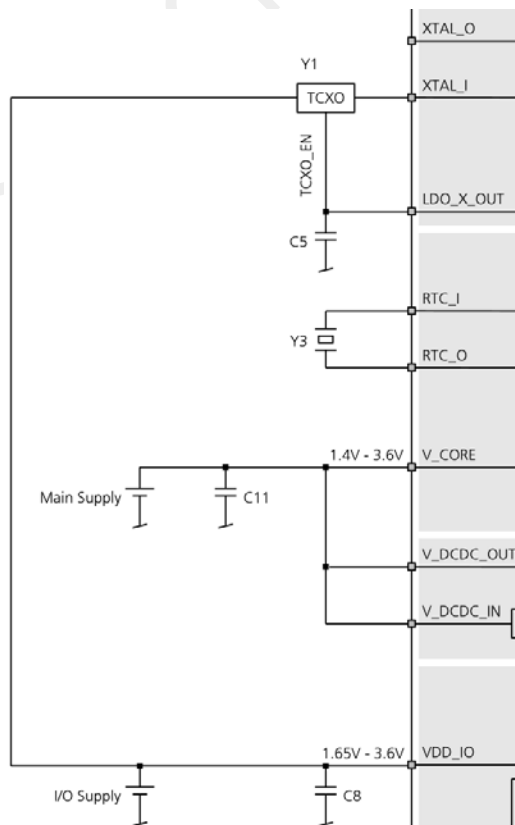 XTAL_O
Y1
XTAL_I
TCXO
TCXO_EN
LDO_X_OUT
C5
RTC_I
Y3
RTC_O
1.4V - 3.6V V_CORE
Main Supply
C11
V_DCDC_OUT
V_DCDC_IN
1.65V - 3.6V VDD_IO
I/O Supply
C8